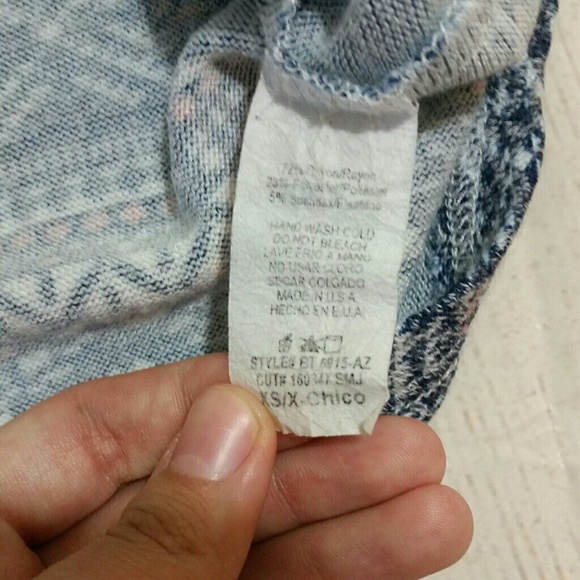 72% Rayon/Rayon
23% Polyester/Poliester
5% Spandex/Elastano
HAND WASH COLD
DO NOT BLEACH
LAVE FRIO A MANO
NO USAR CLORO
SECAR COLGADO
MADE IN U.S.A
HECHO EN E.U.A.
STYLE# BT 6915-AZ
CUT# 160347 SMJ
XS/X-Chico